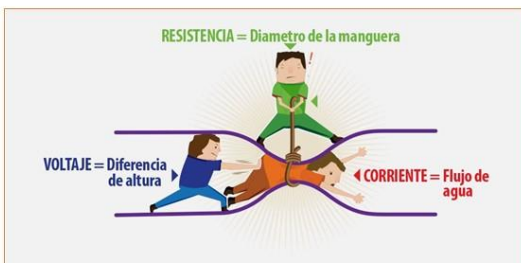 RESISTENCIA = Diametro de la manguera
!
VOLTAJE = Diferencia
de altura
CORRIENTE = Flujo de
agua